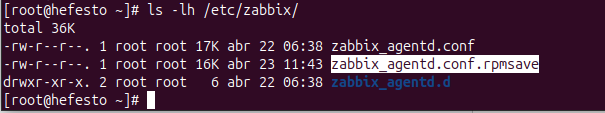 [root@hefesto ~]# ls -lh /etc/zabbix/
total 36K
-rw-r--r--. 1 root root 17K abr 22 06:38 zabbix_agentd.conf
-rw-r--r--. 1 root root 16K abr 23 11:43 zabbix_agentd.conf.rpmsave
drwxr-xr-x. 2 root root   6 abr 22 06:38 zabbix_agentd.d
[root@hefesto ~]#